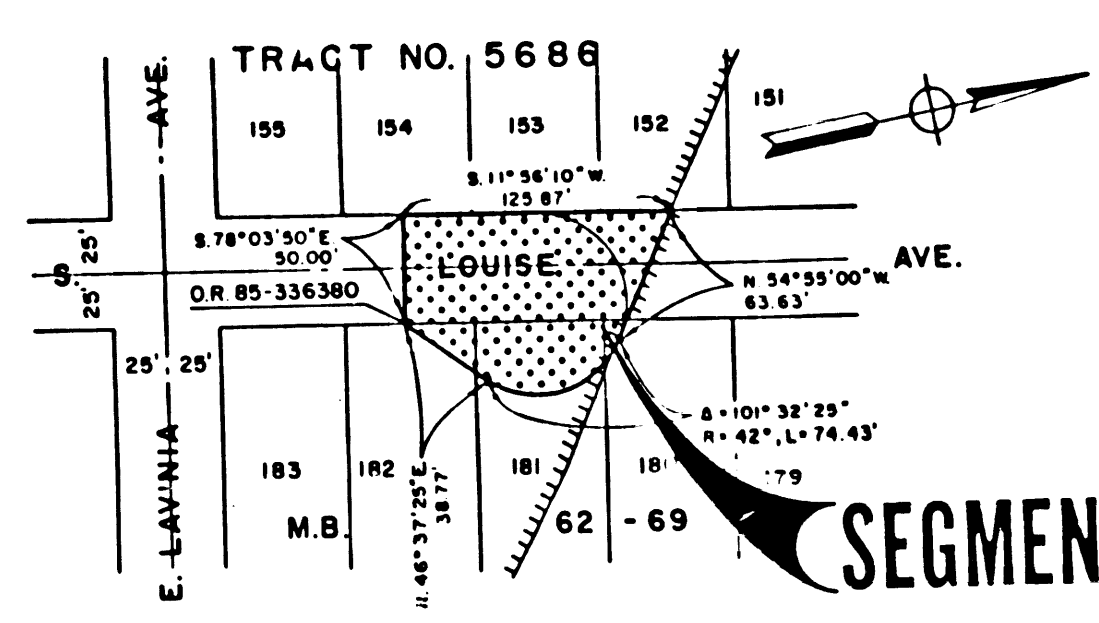 TRACT NO. 5686
155
154
153
152
151
S. 11° 56' 10" W.
125.87'
S. 78° 03' 50" E.
50.00'
O.R. 85-336380
LOUISE
AVE.
N. 54° 55' 00" W.
63.63'
S
25'
25'
25' 25'
AVE.
E. LAVINIA
Δ = 101° 32' 25"
R = 42°, L = 74.43'
183
182
181
18
79
N. 46° 37' 25" E.
38.77'
M.B. 62 - 69
SEGMEN